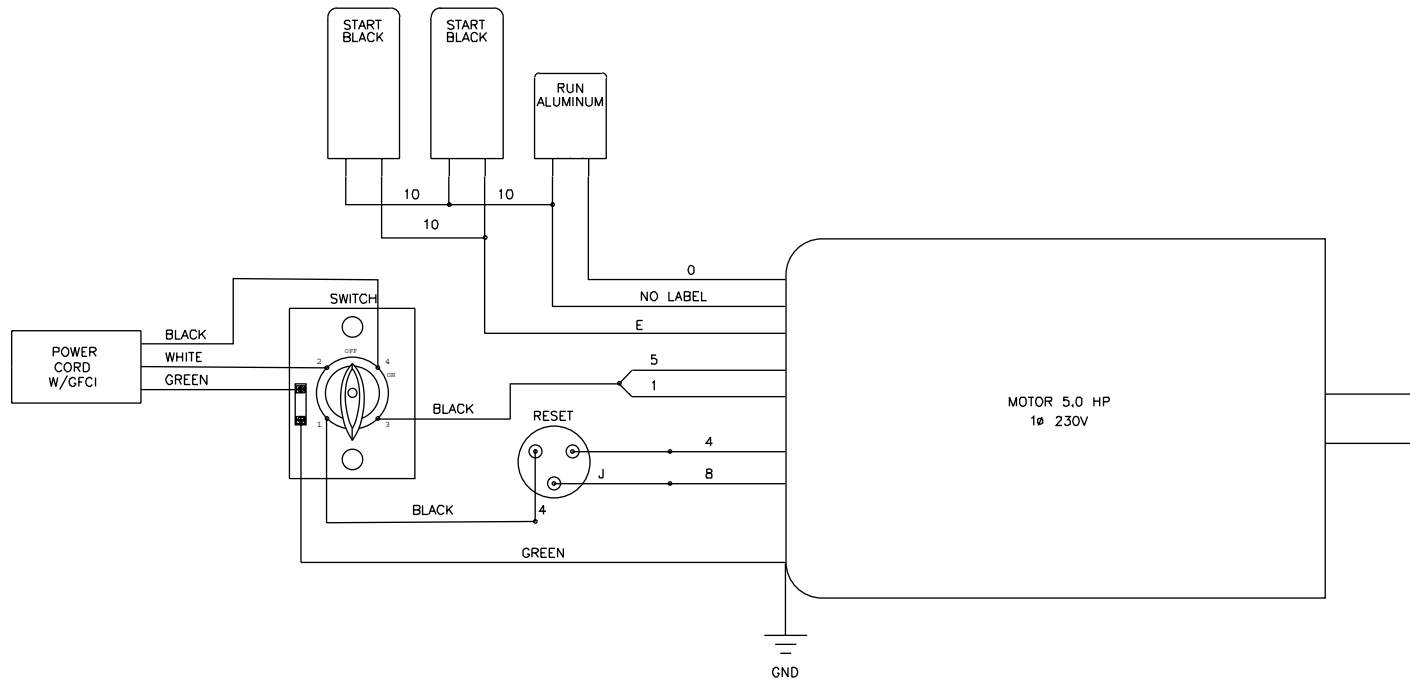 START
BLACK
START
BLACK
RUN
ALUMINUM
10
10
10
O
NO LABEL
E
SWITCH
POWER
CORD
W/GFCI
BLACK
WHITE
GREEN
OFF
2
4
ON
1
3
BLACK
5
1
MOTOR 5.0 HP
1ø 230V
RESET
4
J
8
BLACK
4
GREEN
GND